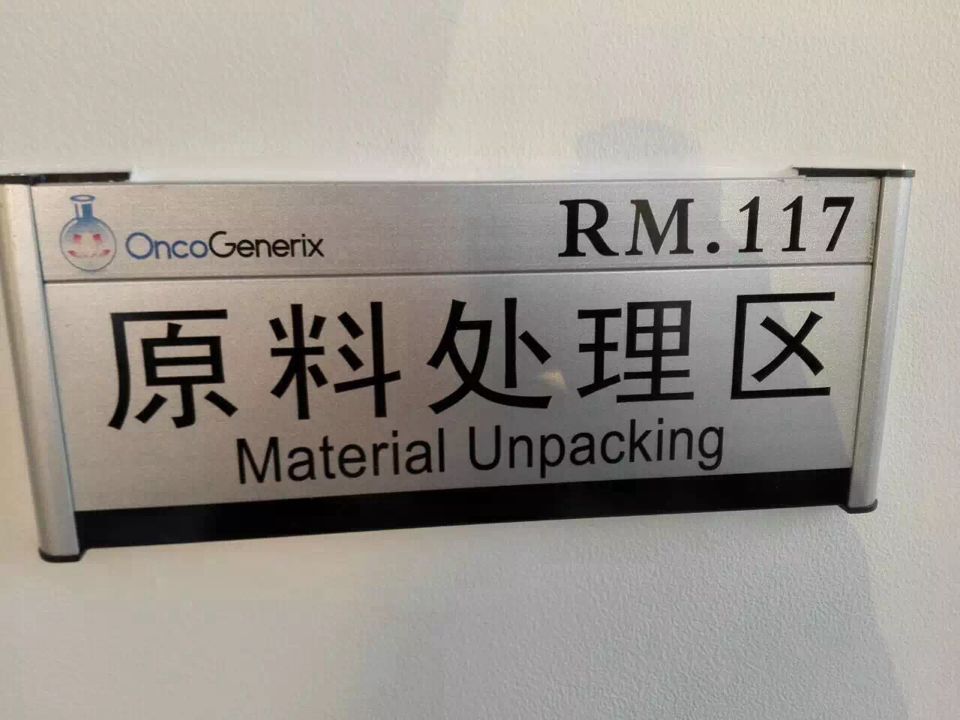 OncoGenerix RM.117
原料处理区
Material Unpacking